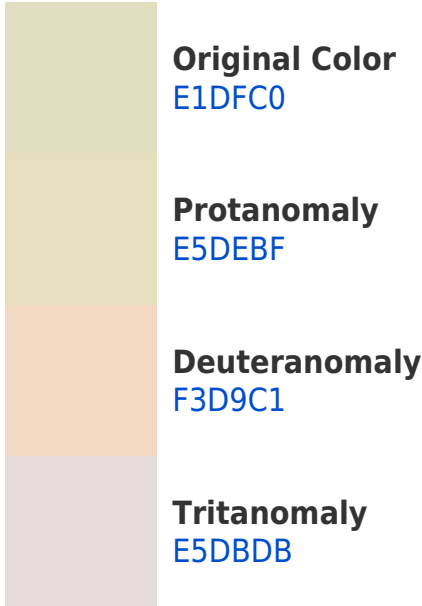 Original Color
E1DFC0
Protanomaly
E5DEBF
Deuteranomaly
F3D9C1
Tritanomaly
E5DBDB